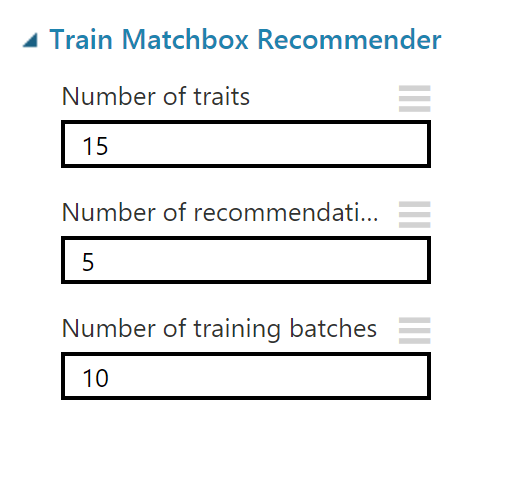 Train Matchbox Recommender
Number of traits
15
Number of recommendati...
5
Number of training batches
10